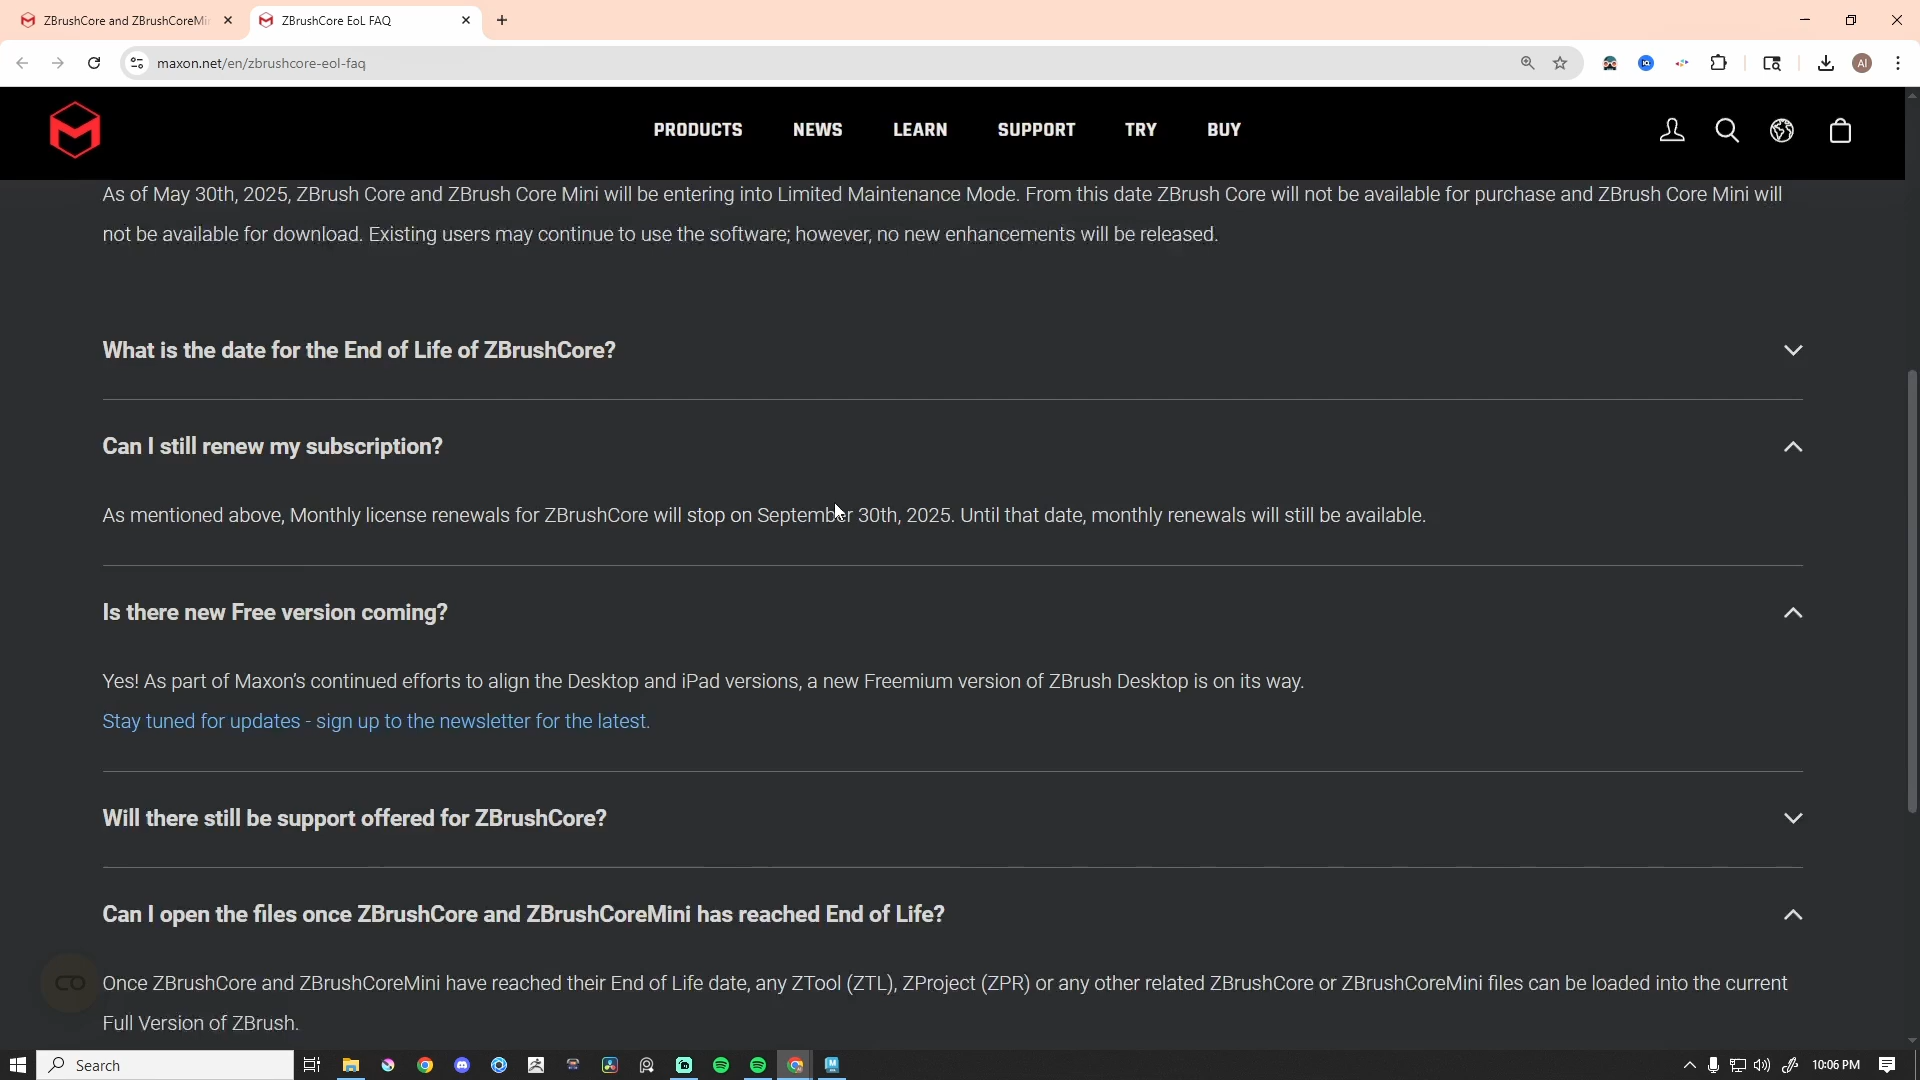 ZBrushCore and ZBrushCoreMi
ZBrushCore EoL FAQ
maxon.net/en/zbrushcore-eol-faq
AI
PRODUCTS
NEWS
LEARN
SUPPORT
TRY
BUY
As of May 30th, 2025, ZBrush Core and ZBrush Core Mini will be entering into Limited Maintenance Mode. From this date ZBrush Core will not be available for purchase and ZBrush Core Mini will
not be available for download. Existing users may continue to use the software; however, no new enhancements will be released.
What is the date for the End of Life of ZBrushCore?
Can I still renew my subscription?
As mentioned above, Monthly license renewals for ZBrushCore will stop on September 30th, 2025. Until that date, monthly renewals will still be available.
Is there new Free version coming?
Yes! As part of Maxon's continued efforts to align the Desktop and iPad versions, a new Freemium version of ZBrush Desktop is on its way.
Stay tuned for updates - sign up to the newsletter for the latest.
Will there still be support offered for ZBrushCore?
Can I open the files once ZBrushCore and ZBrushCoreMini has reached End of Life?
Once ZBrushCore and ZBrushCoreMini have reached their End of Life date, any ZTool (ZTL), ZProject (ZPR) or any other related ZBrushCore or ZBrushCoreMini files can be loaded into the current
Full Version of ZBrush.
Search
10:06 PM